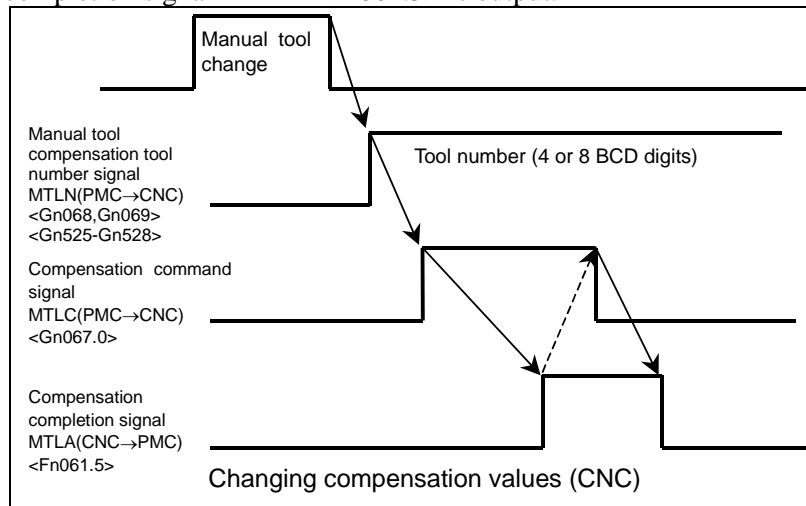 Manual tool
change
Manual
compensation tool
number signal
MTLN(PMC→CNC)
<Gn068,Gn069>
<Gn525-Gn528>
Tool number (4 or 8 BCD digits)
Compensation command
signal
MTLC(PMC→CNC)
<Gn067.0>
Compensation
completion signal
MTLA(CNC→PMC)
<Fn061.5>
Changing compensation values (CNC)